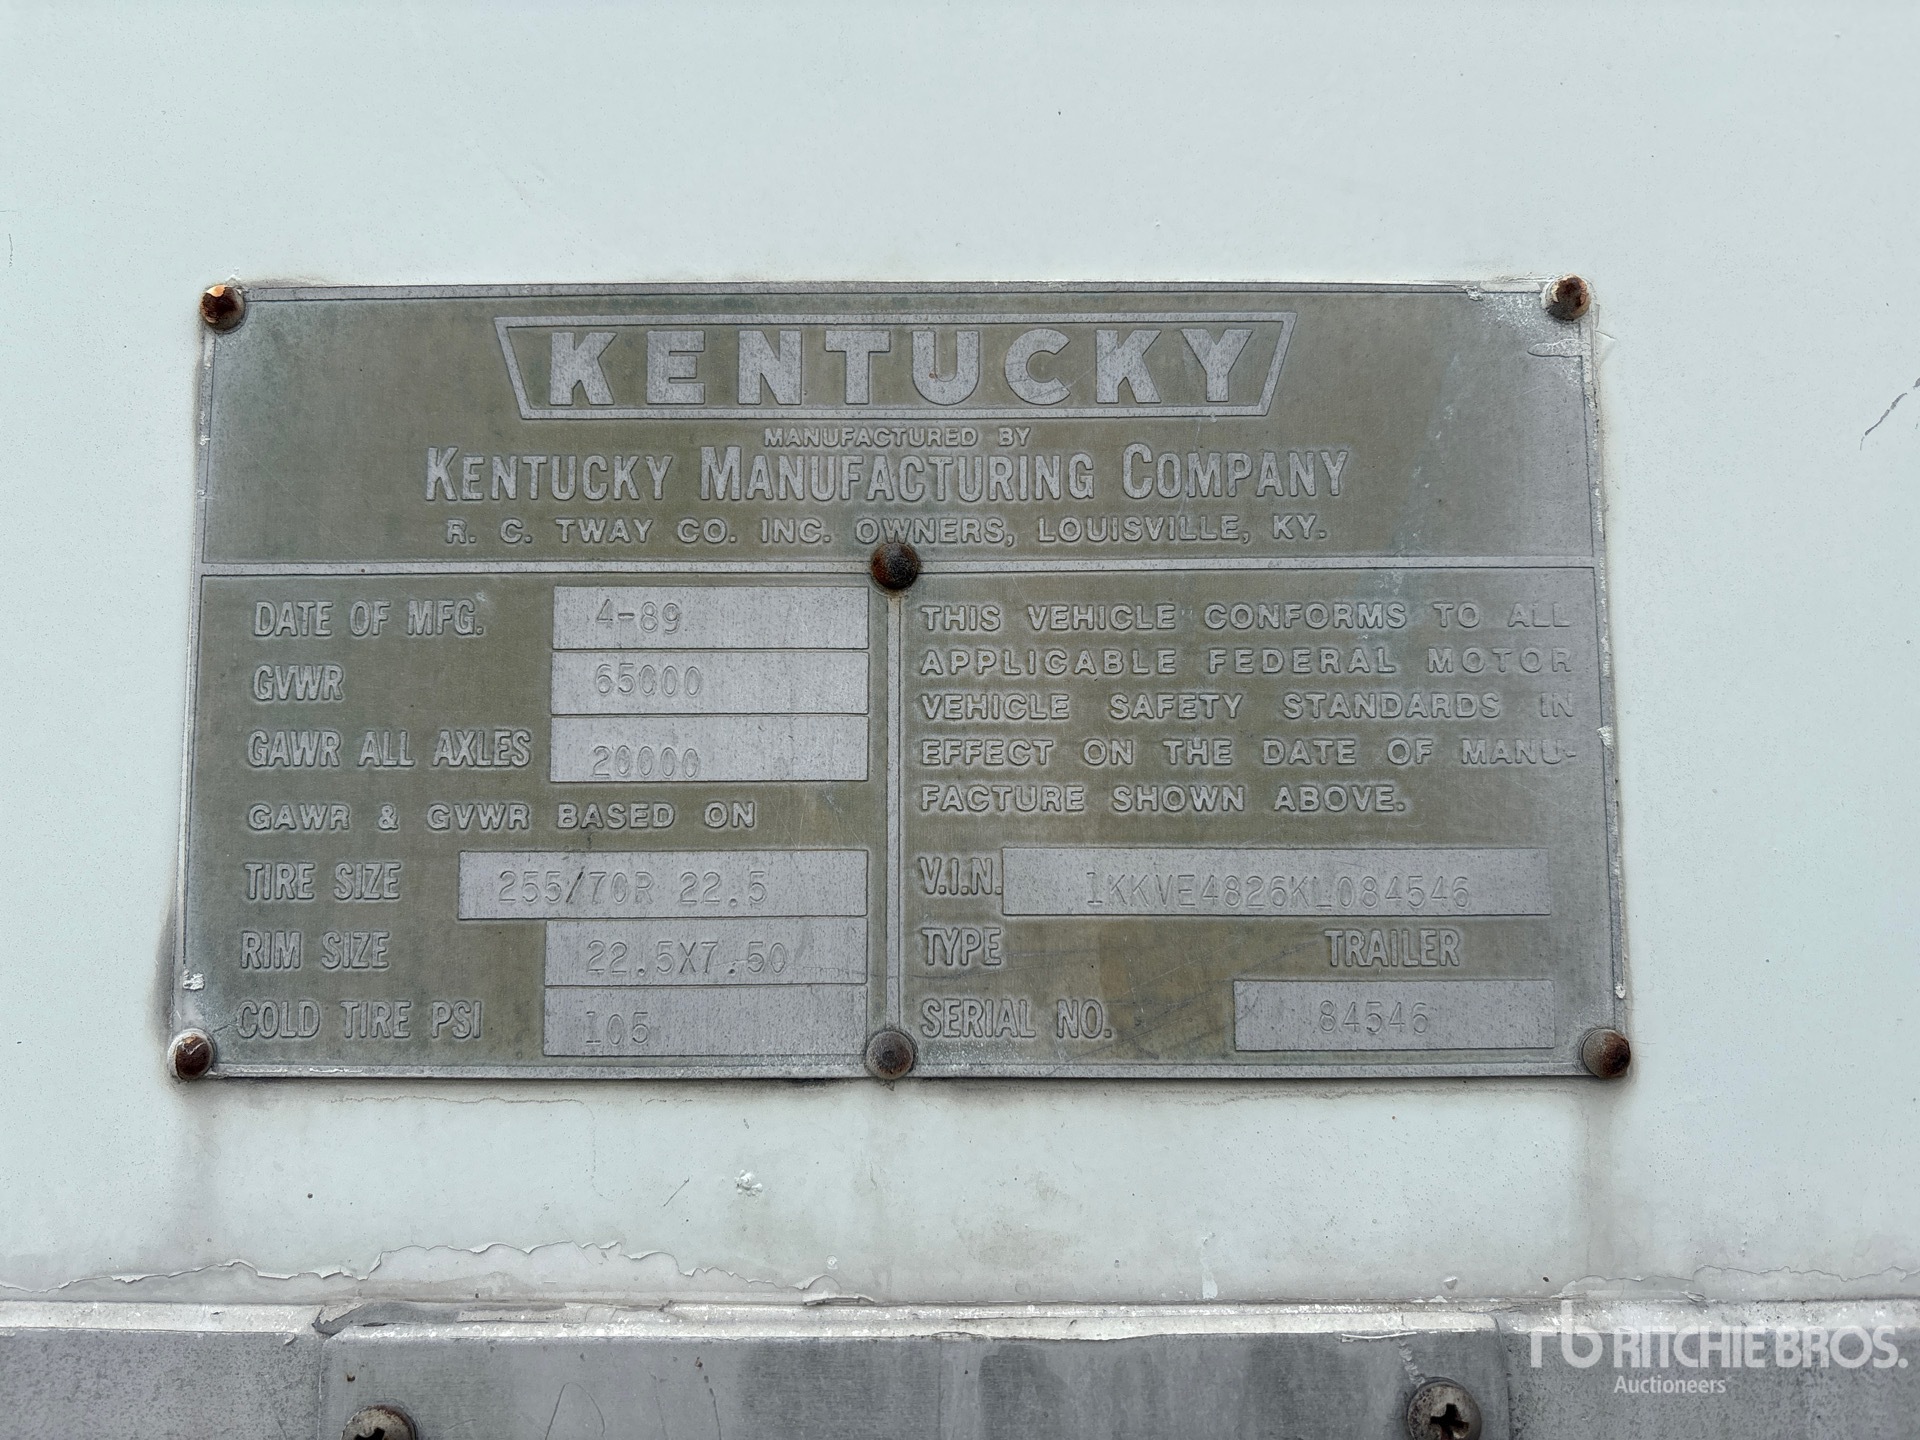 KENTUCKY
MANUFACTURED BY
KENTUCKY MANUFACTURING COMPANY
R. C. TWAY CO. INC. OWNERS, LOUISVILLE, KY.
DATE OF MFG. 4-89
GVWR 65000
GAWR ALL AXLES 20000
GAWR & GVWR BASED ON
TIRE SIZE 255/70R 22.5
RIM SIZE 22.5X7.50
COLD TIRE PSI 105
THIS VEHICLE CONFORMS TO ALL
APPLICABLE FEDERAL MOTOR
VEHICLE SAFETY STANDARDS IN
EFFECT ON THE DATE OF MANU-
FACTURE SHOWN ABOVE.
V.I.N. 1KKVE4826KL084546
TYPE TRAILER
SERIAL NO. 84546
rb RITCHIE BROS.
Auctioneers